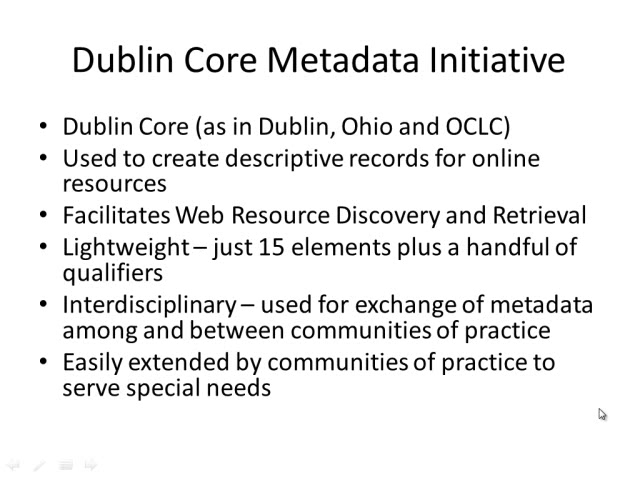 Dublin Core Metadata Initiative
• Dublin Core (as in Dublin, Ohio and OCLC)
• Used to create descriptive records for online
resources
• Facilitates Web Resource Discovery and Retrieval
• Lightweight – just 15 elements plus a handful of
qualifiers
• Interdisciplinary – used for exchange of metadata
among and between communities of practice
• Easily extended by communities of practice to
serve special needs